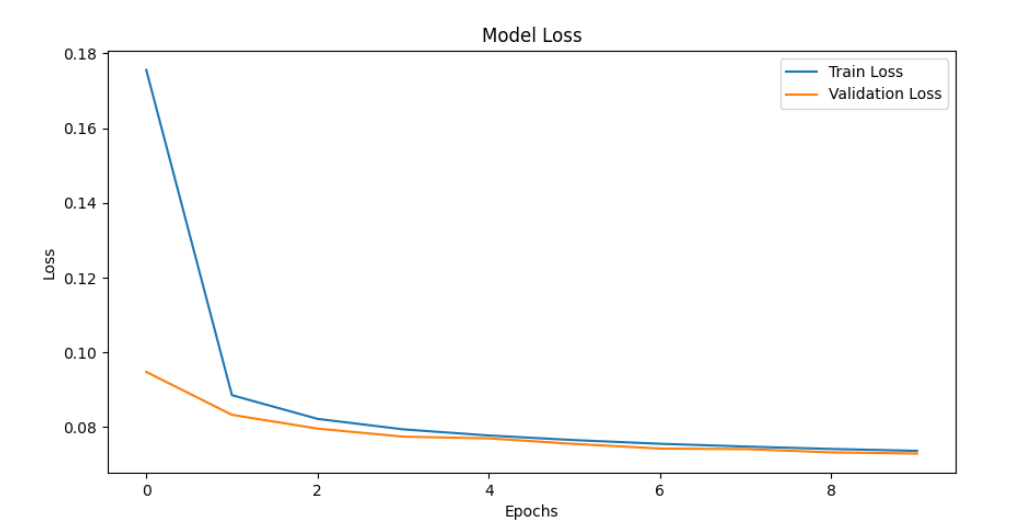 Model Loss
0.18
0.16
0.14
0.12
0.10
0.08
Loss
Train Loss
Validation Loss
0 2 4 6 8
Epochs